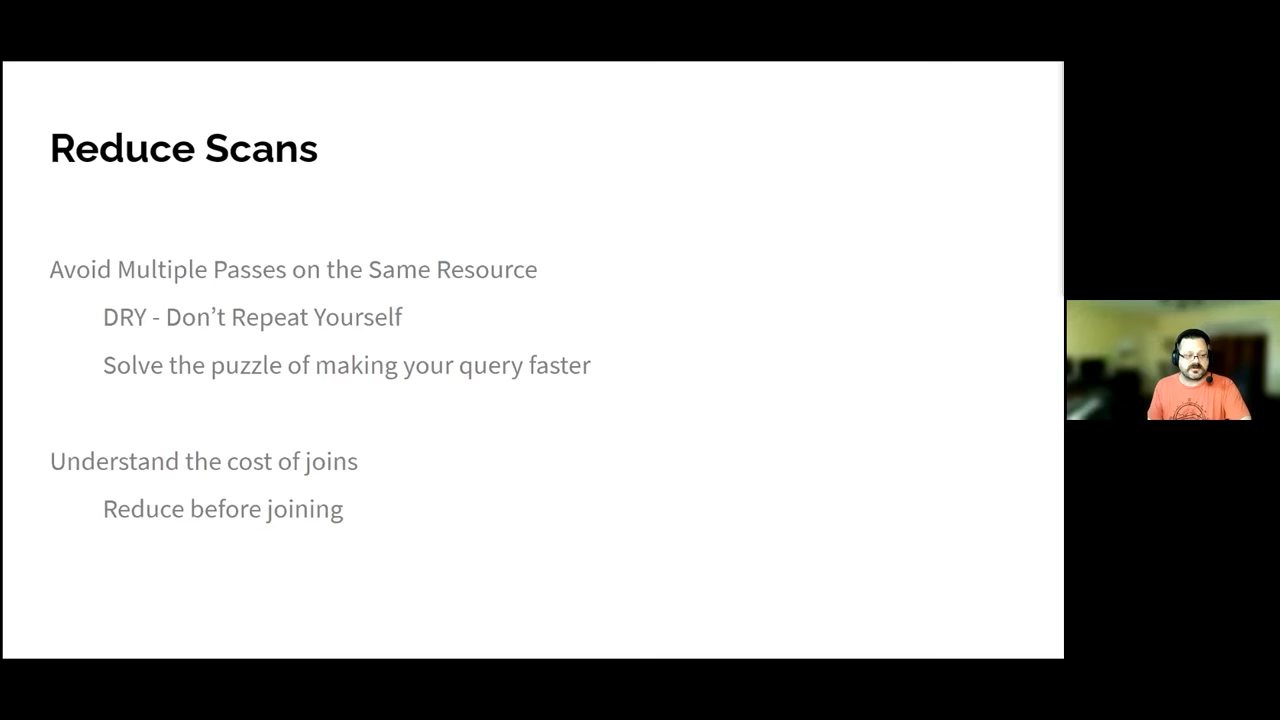 Reduce Scans
Avoid Multiple Passes on the Same Resource
DRY - Don’t Repeat Yourself
Solve the puzzle of making your query faster
Understand the cost of joins
Reduce before joining